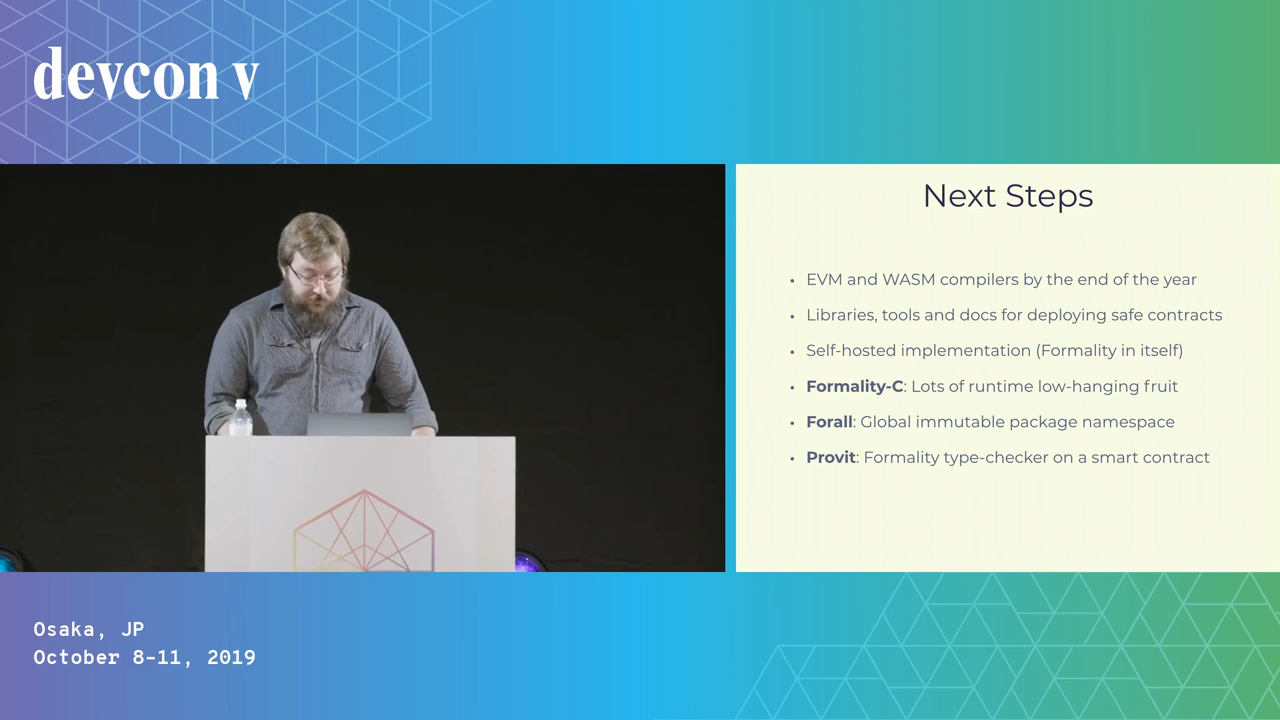 devcon v
Next Steps
• EVM and WASM compilers by the end of the year
• Libraries, tools and docs for deploying safe contracts
• Self-hosted implementation (Formality in itself)
• Formality-C: Lots of runtime low-hanging fruit
• Forall: Global immutable package namespace
• Provit: Formality type-checker on a smart contract
Osaka, JP
October 8-11, 2019